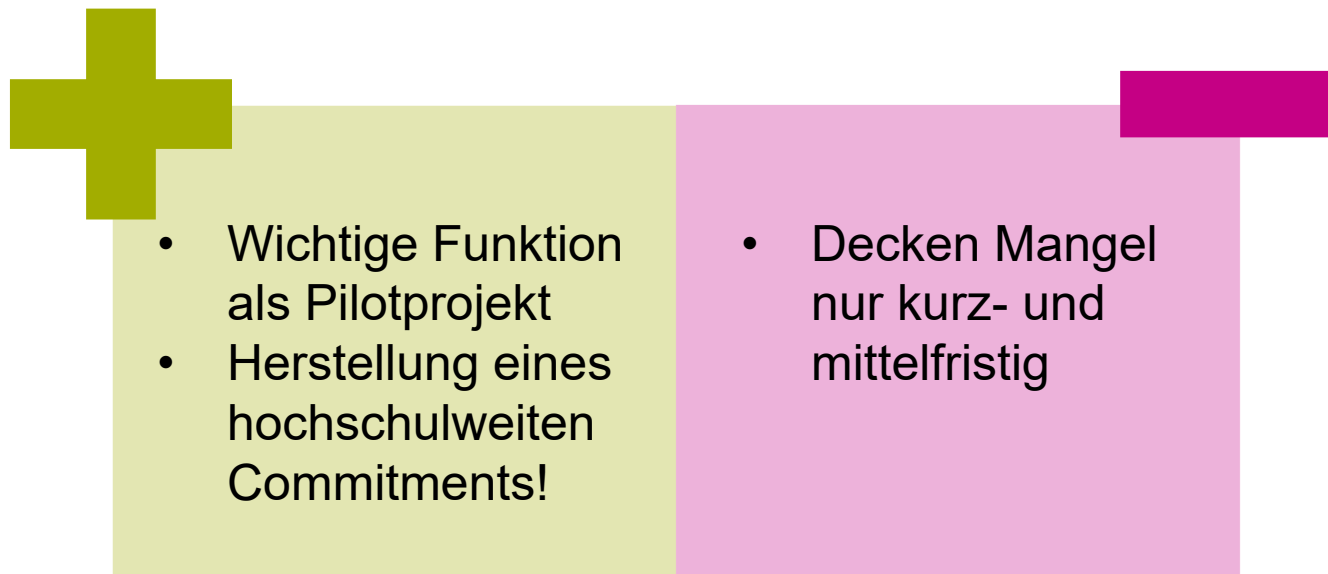 • Wichtige Funktion
als Pilotprojekt
• Herstellung eines
hochschulweiten
Commitments!
• Decken Mangel
nur kurz- und
mittelfristig